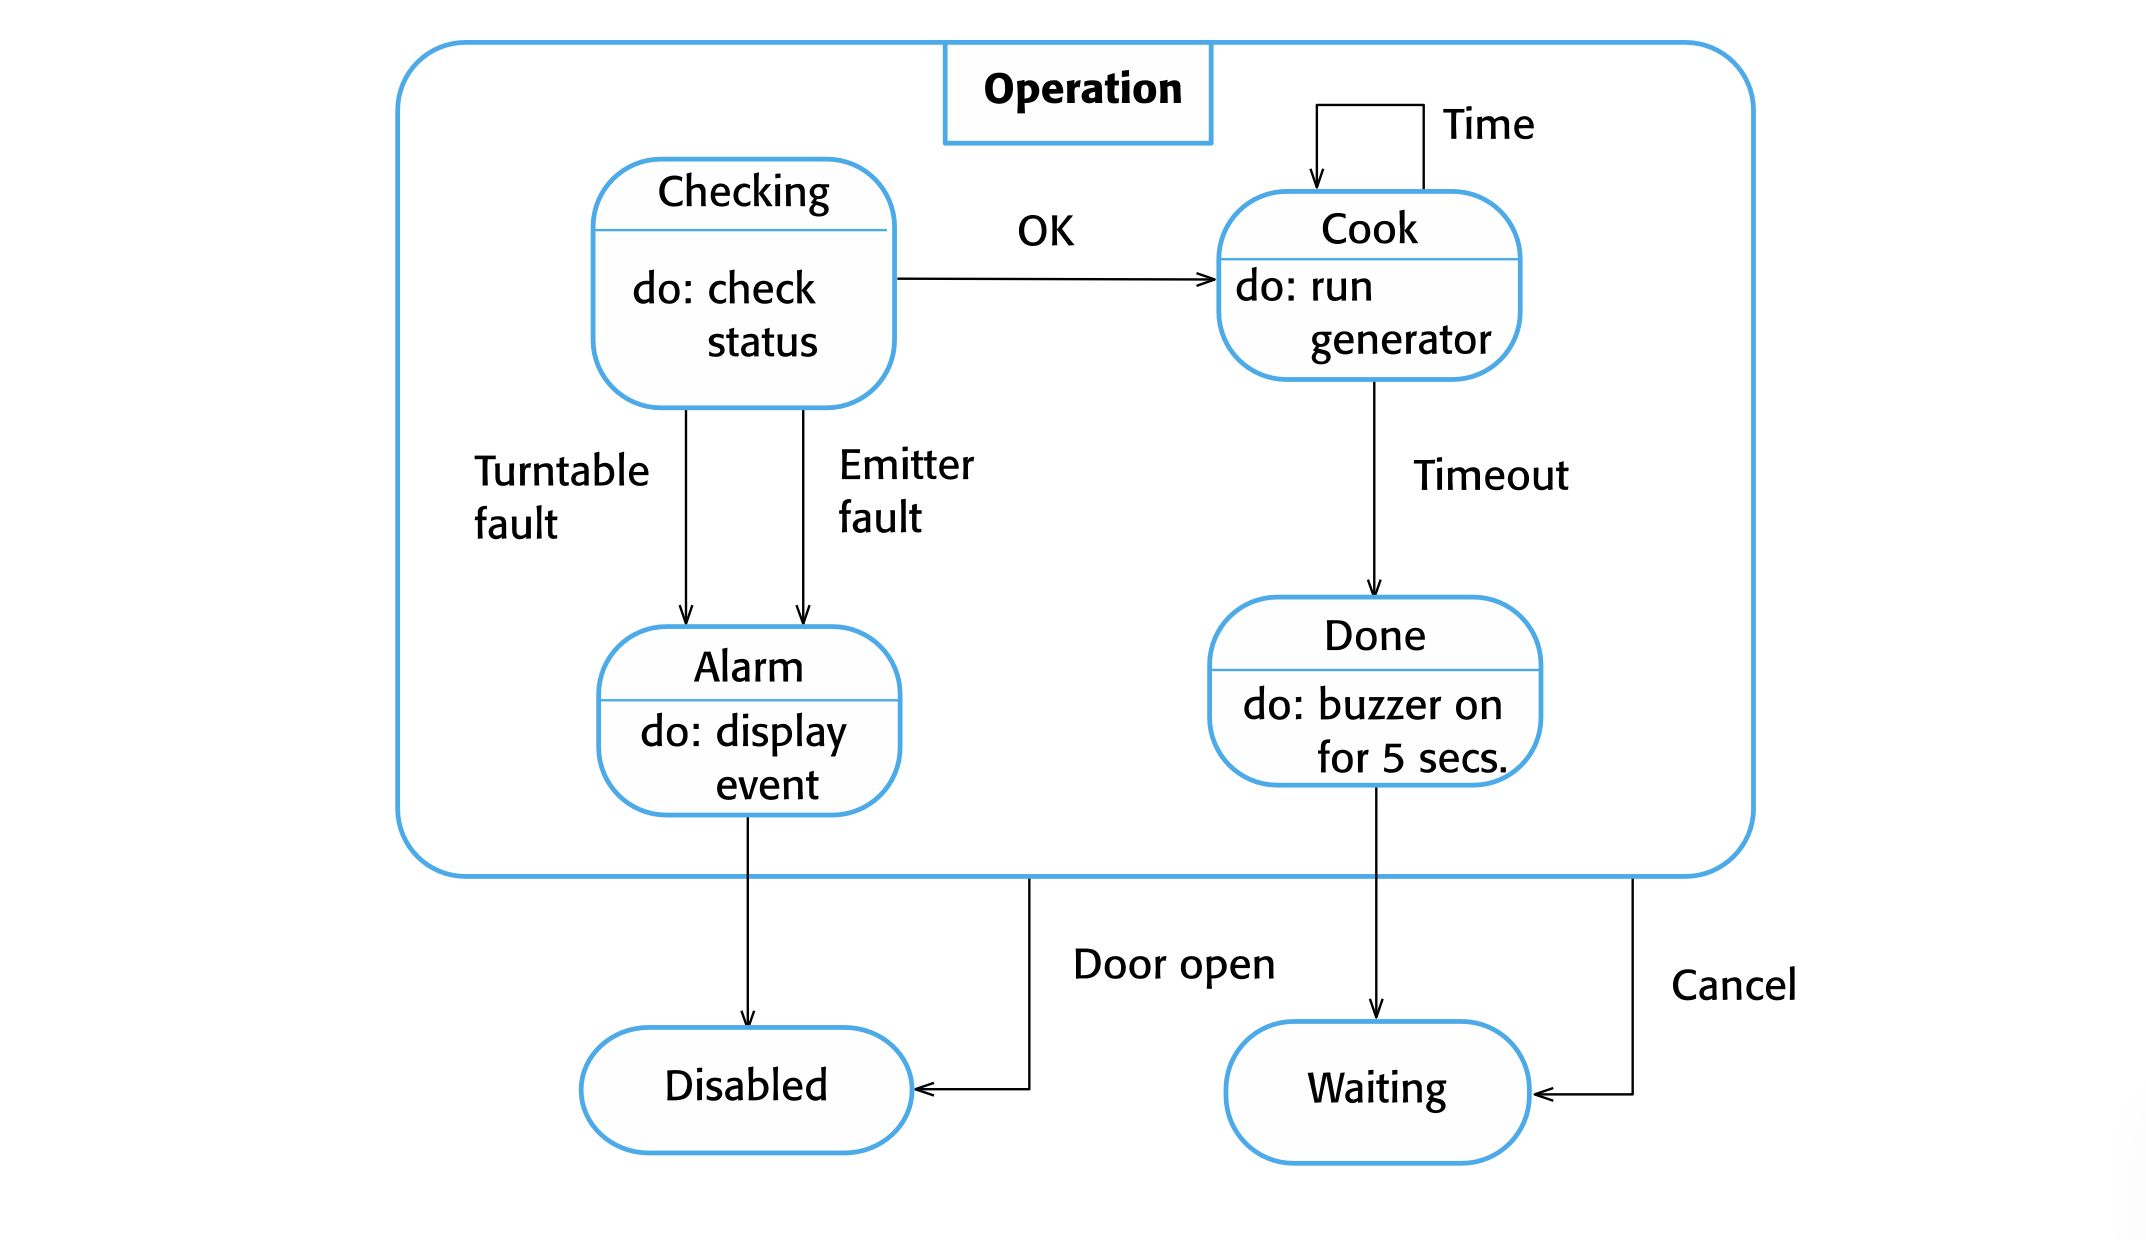 Operation
Time
Checking
OK
Cook
do: check
status
do: run
generator
Turntable
fault
Emitter
fault
Timeout
Alarm
do: display
event
Done
do: buzzer on
for 5 secs.
Door open
Cancel
Disabled
Waiting